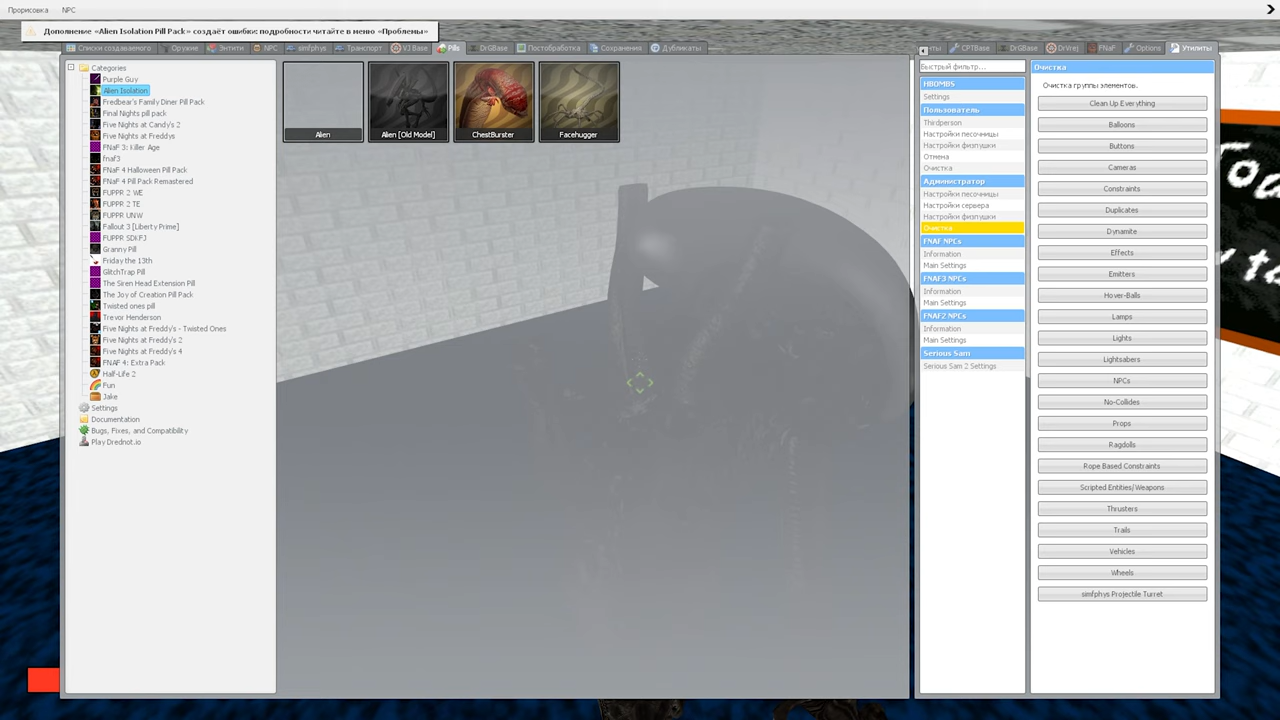 Прорисовка NPC
Дополнение «Alien Isolation Pill Pack» создаёт ошибки: подробности читайте в меню «Проблемы»
Списки создаваемого Оружие Энтити NPC simfphys Транспорт VJ Base Pills DrGBase Постобработка Сохранения Дубликаты
нты CPTBase DrGBase DrVrej FNaF Options Утилиты
Categories
Purple Guy
Alien Isolation
Fredbear's Family Diner Pill Pack
Final Nights pill pack
Five Nights at Candy's 2
Five Nights at Freddys
FNaF 3: Killer Age
fnaf3
FNaF 4 Halloween Pill Pack
FNaF 4 Pill Pack Remastered
FUPPR 2 WE
FUPPR 2 TE
FUPPR UNW
Fallout 3 [Liberty Prime]
FUPPR SDI:FJ
Granny Pill
Friday the 13th
GlitchTrap Pill
The Siren Head Extension Pill
The Joy of Creation Pill Pack
Twisted ones pill
Trevor Henderson
Five Nights at Freddy's - Twisted Ones
Five Nights at Freddy's 2
Five Nights at Freddy's 4
FNAF 4: Extra Pack
Half-Life 2
Fun
Jake
Settings
Documentation
Bugs, Fixes, and Compatibility
Play Drednot.io
Alien
Alien [Old Model]
ChestBurster
Facehugger
Быстрый фильтр...
HBOMBS
Settings
Пользователь
Thirdperson
Настройки песочницы
Настройки физпушки
Отмена
Очистка
Администратор
Настройки песочницы
Настройки сервера
Настройки физпушки
Очистка
FNAF NPCs
Information
Main Settings
FNAF3 NPCs
Information
Main Settings
FNAF2 NPCs
Information
Main Settings
Serious Sam
Serious Sam 2 Settings
Очистка
Очистка группы элементов.
Clean Up Everything
Balloons
Buttons
Cameras
Constraints
Duplicates
Dynamite
Effects
Emitters
Hover-Balls
Lamps
Lights
Lightsabers
NPCs
No-Collides
Props
Ragdolls
Rope Based Constraints
Scripted Entities/Weapons
Thrusters
Trails
Vehicles
Wheels
simfphys Projectile Turret